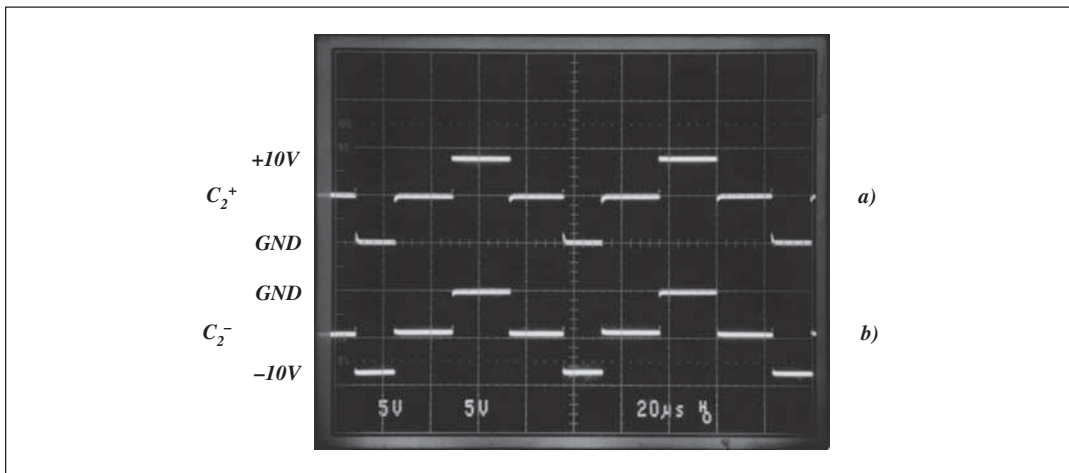 +10V
C₂⁺ a)
GND
GND
C₂⁻ b)
–10V
5V 5V 20µs